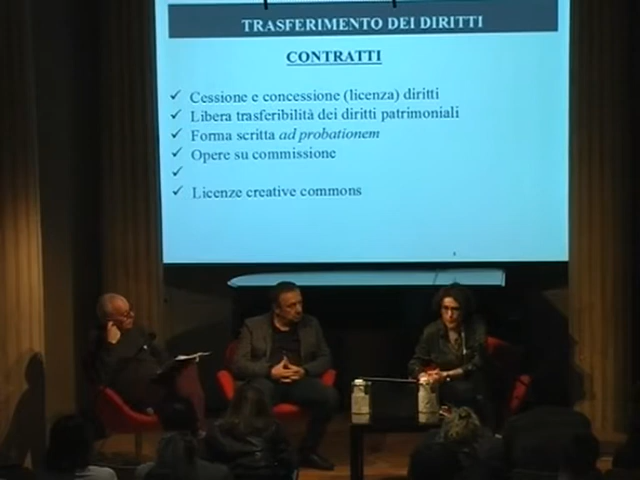 TRASFERIMENTO DEI DIRITTI
CONTRATTI
✓ Cessione e concessione (licenza) diritti
✓ Libera trasferibilità dei diritti patrimoniali
✓ Forma scritta ad probationem
✓ Opere su commissione
✓
✓ Licenze creative commons